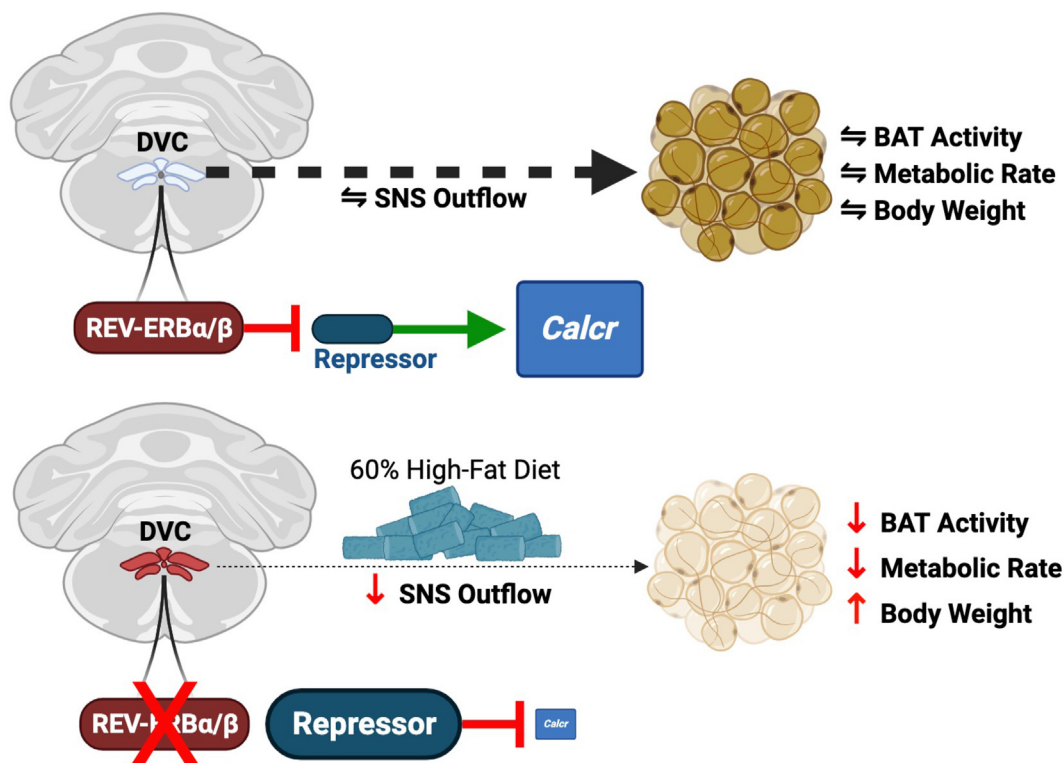 DVC
⇋ SNS Outflow
⇋ BAT Activity
⇋ Metabolic Rate
⇋ Body Weight
REV-ERBα/β
Repressor
Calcr
60% High-Fat Diet
DVC
↓ SNS Outflow
↓ BAT Activity
↓ Metabolic Rate
↑ Body Weight
REV-ERBα/β
Repressor
Calcr